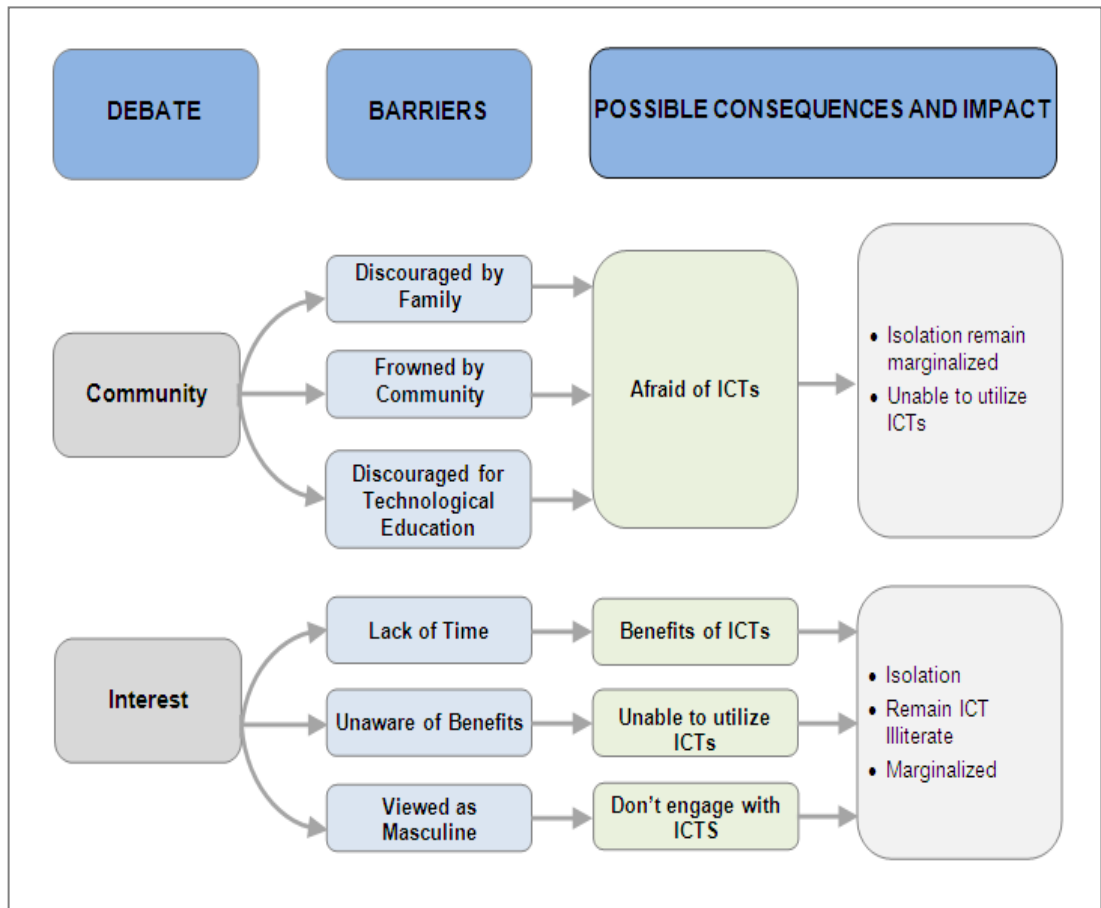 DEBATE
BARRIERS
POSSIBLE CONSEQUENCES AND IMPACT
Community
Discouraged by
Family
Frowned by
Community
Discouraged for
Technological
Education
Afraid of ICTs
• Isolation remain
marginalized
• Unable to utilize
ICTs
Interest
Lack of Time
Unaware of Benefits
Viewed as
Masculine
Benefits of ICTs
Unable to utilize
ICTs
Don't engage with
ICTS
• Isolation
• Remain ICT
Illiterate
• Marginalized